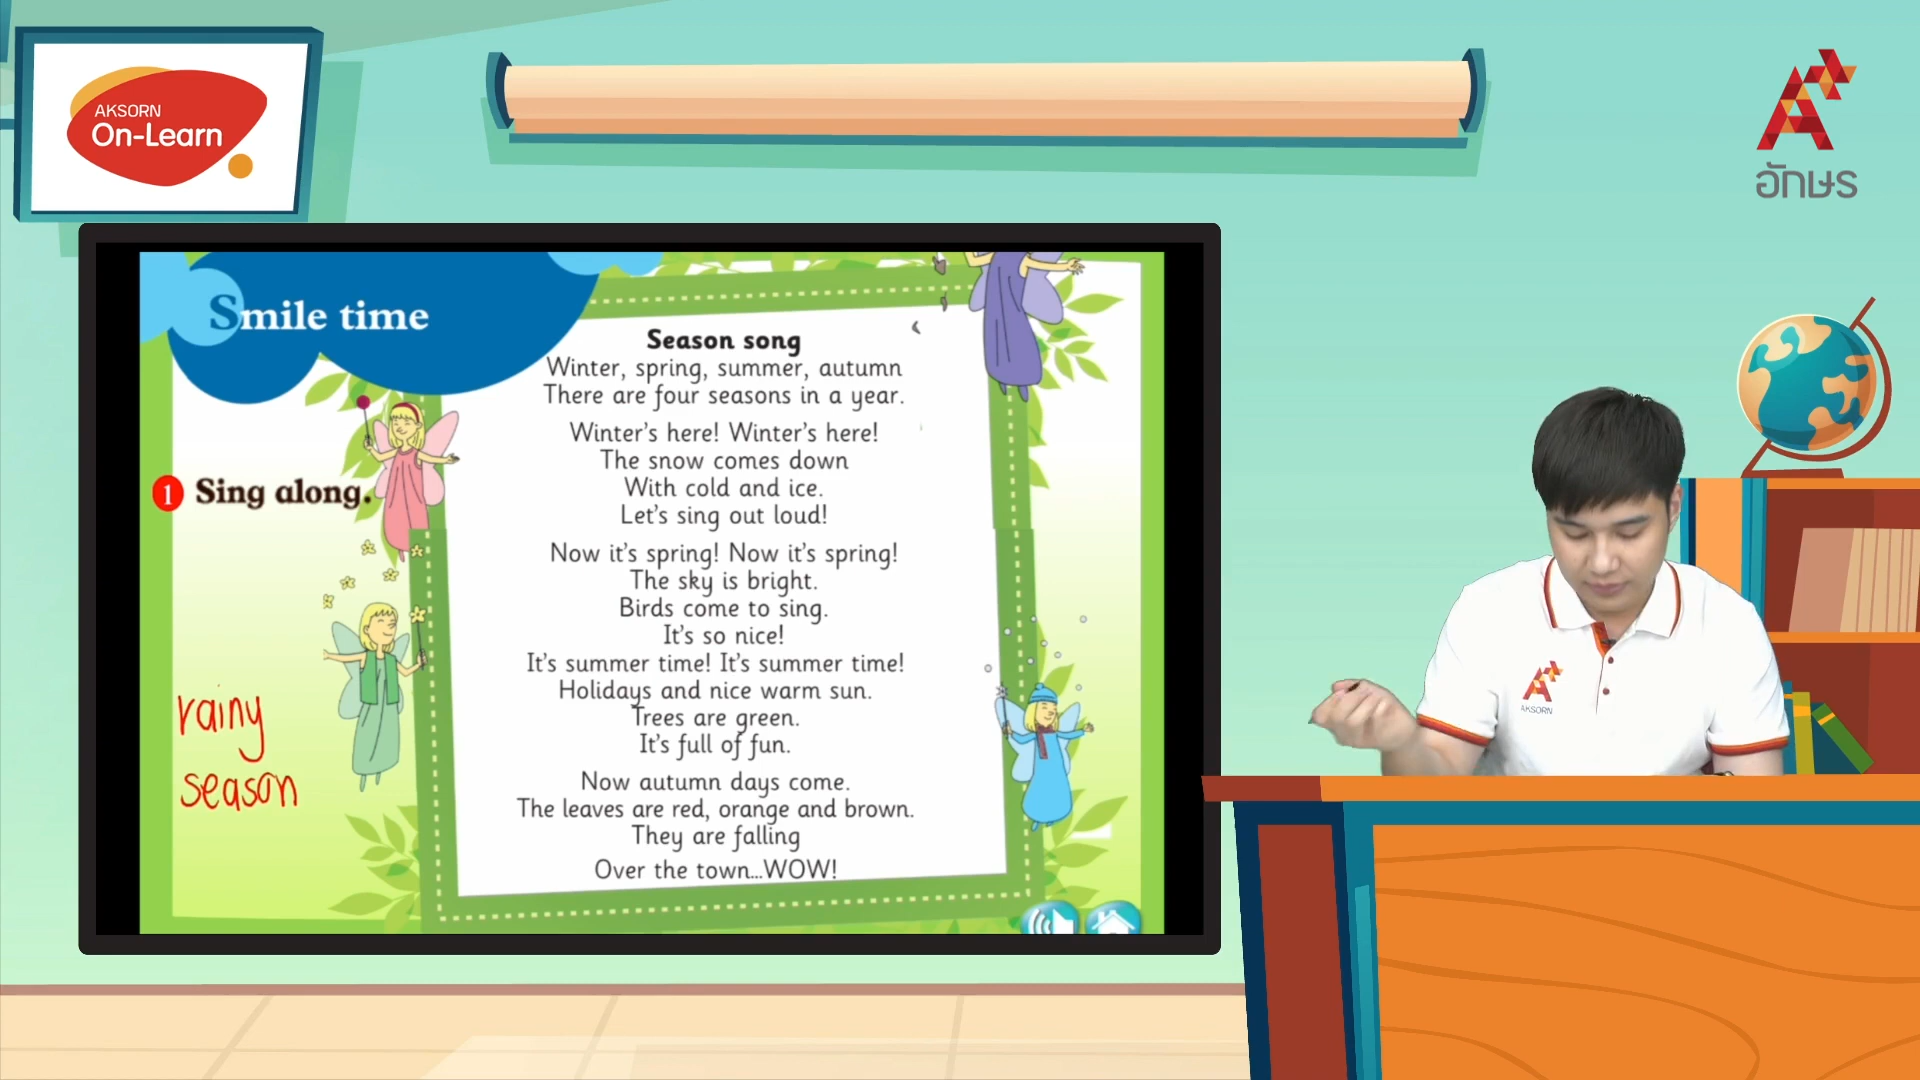 AKSORN
On-Learn
อักษร
Smile time
1 Sing along.
Season song
Winter, spring, summer, autumn
There are four seasons in a year.
Winter's here! Winter's here!
The snow comes down
With cold and ice.
Let's sing out loud!
Now it's spring! Now it's spring!
The sky is bright.
Birds come to sing.
It's so nice!
It's summer time! It's summer time!
Holidays and nice warm sun.
Trees are green.
It's full of fun.
Now autumn days come.
The leaves are red, orange and brown.
They are falling
Over the town...WOW!
rainy
season
AKSORN